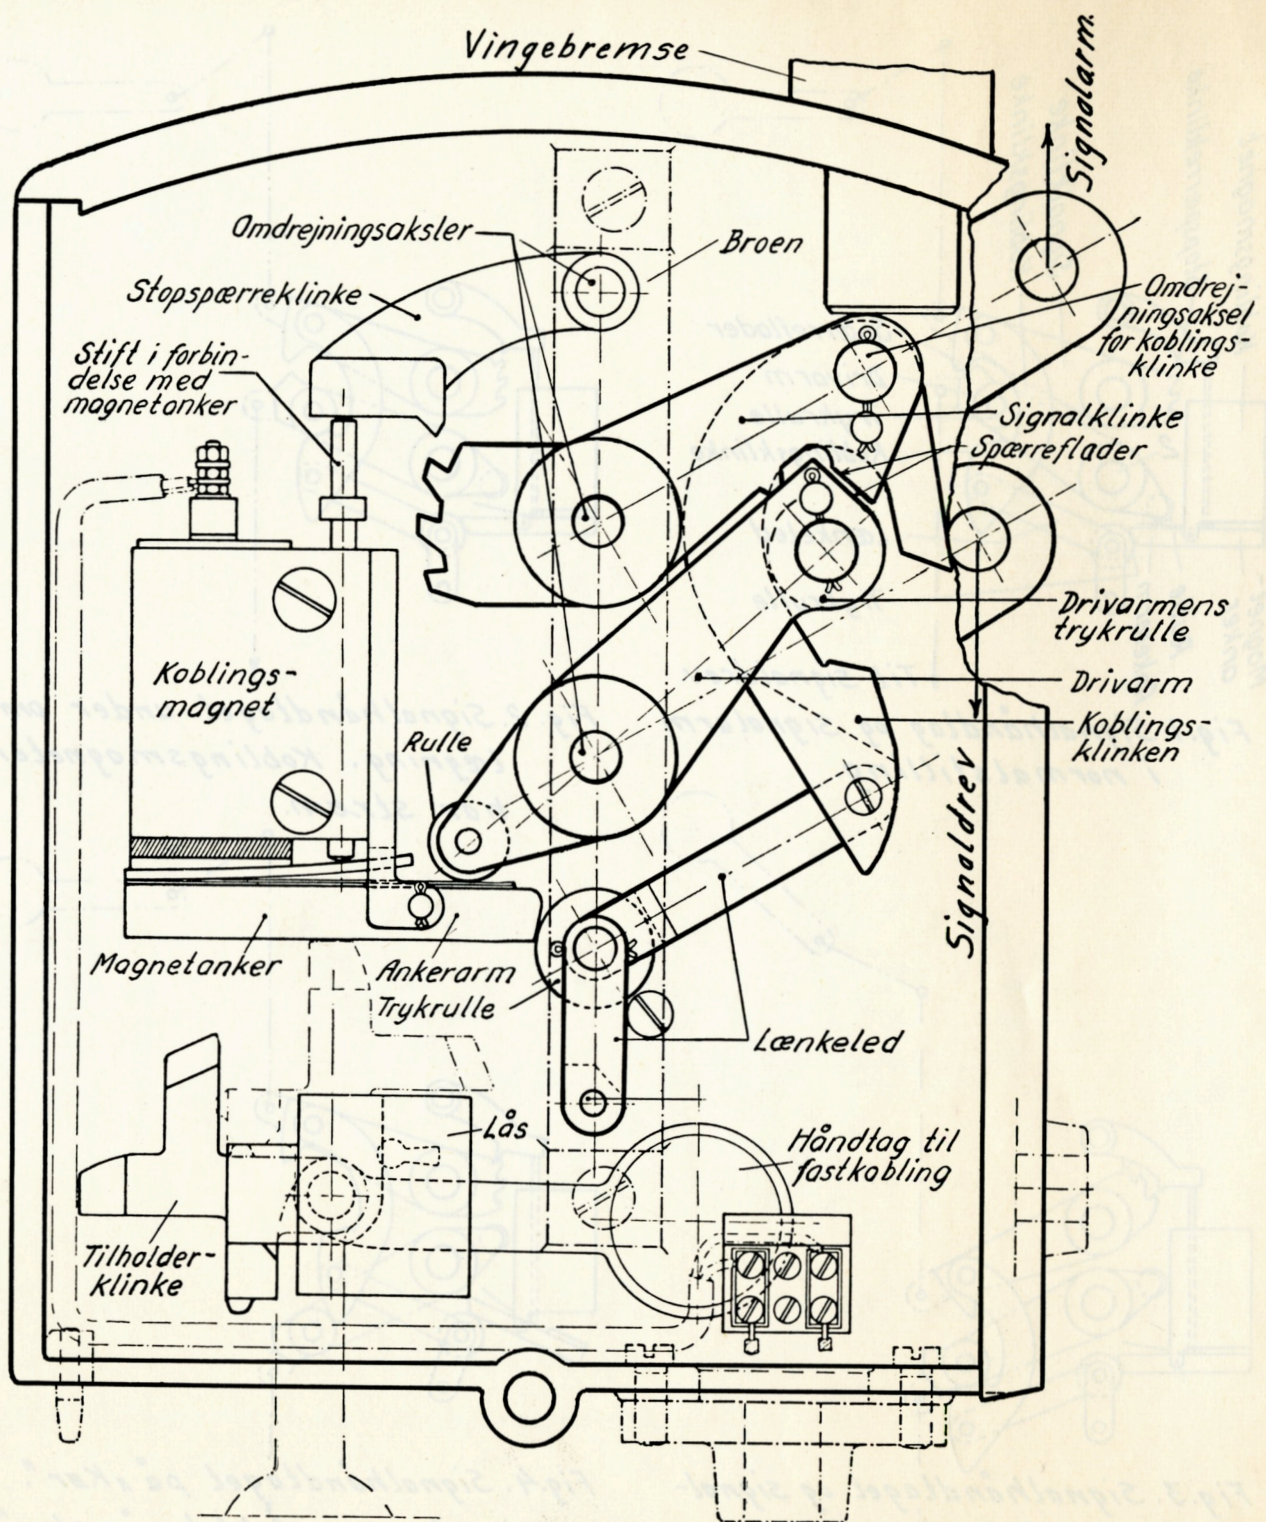 Vingebremse
Signalarm.
Omdrejningsaksler
Broen
Stopspærreklinke
Omdrej-
ningsaksel
for koblings-
klinke
Stift i forbin-
delse med
magnetanker
Signalklinke
Spærreflader
Drivarmens
trykrulle
Koblings-
magnet
Drivarm
Rulle
Koblings-
klinken
Signaldrev
Magnetanker
Ankerarm
Trykrulle
Lænkeled
Lås
Håndtag til
fastkobling
Tilholder-
klinke